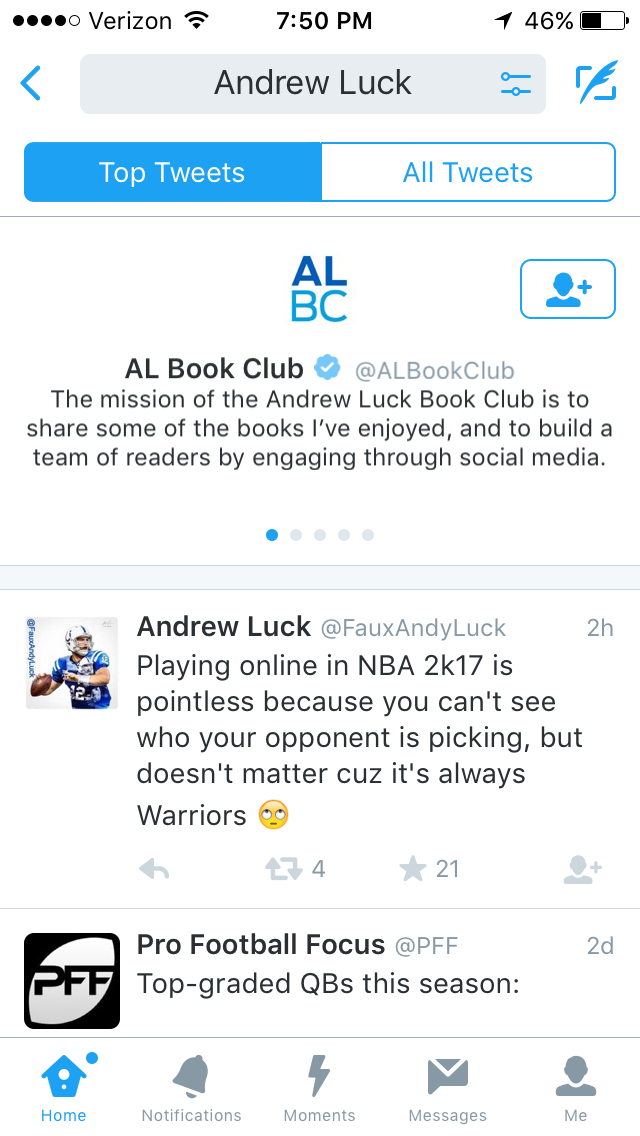 Verizon 7:50 PM 46%
Andrew Luck
Top Tweets All Tweets
AL
BC
AL Book Club @ALBookClub
The mission of the Andrew Luck Book Club is to
share some of the books I've enjoyed, and to build a
team of readers by engaging through social media.
Andrew Luck @FauxAndyLuck 2h
@FauxAndyLuck
12
Playing online in NBA 2k17 is
pointless because you can't see
who your opponent is picking, but
doesn't matter cuz it's always
Warriors 🙄
4 21
Pro Football Focus @PFF 2d
PFF
Top-graded QBs this season:
Home Notifications Moments Messages Me